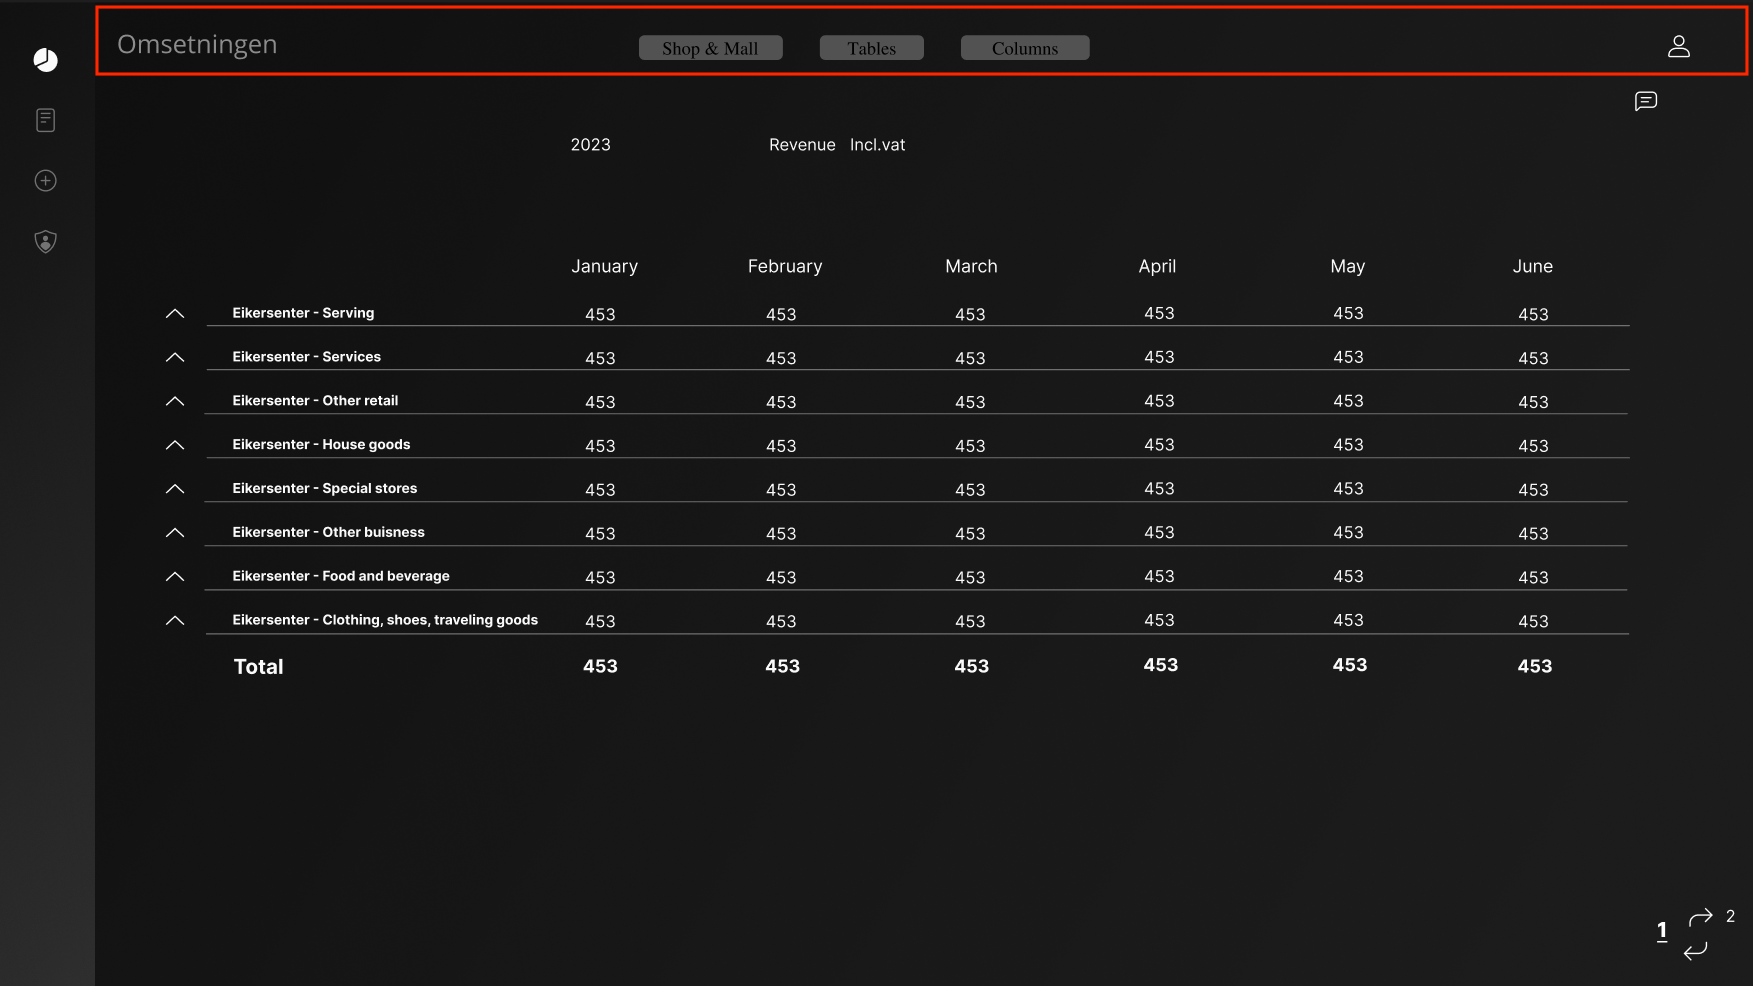 Omsetningen Shop & Mall Tables Columns
2023 Revenue Incl.vat
January February March April May June
Eikersenter - Serving 453 453 453 453 453 453
Eikersenter - Services 453 453 453 453 453 453
Eikersenter - Other retail 453 453 453 453 453 453
Eikersenter - House goods 453 453 453 453 453 453
Eikersenter - Special stores 453 453 453 453 453 453
Eikersenter - Other buisness 453 453 453 453 453 453
Eikersenter - Food and beverage 453 453 453 453 453 453
Eikersenter - Clothing, shoes, traveling goods 453 453 453 453 453 453
Total 453 453 453 453 453 453
1 2